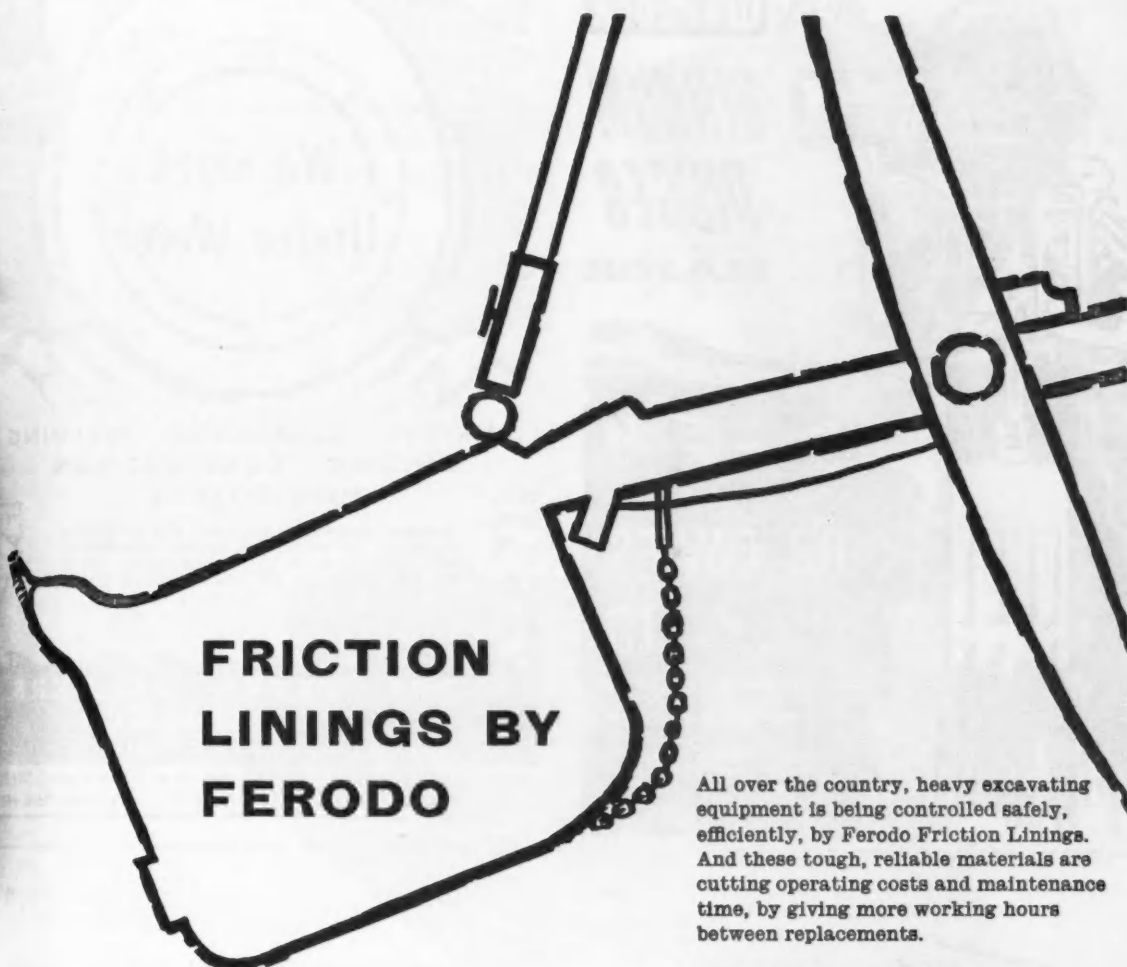 FRICTION
LININGS BY
FERODO
All over the country, heavy excavating
equipment is being controlled safely,
efficiently, by Ferodo Friction Linings.
And these tough, reliable materials are
cutting operating costs and maintenance
time, by giving more working hours
between replacements.